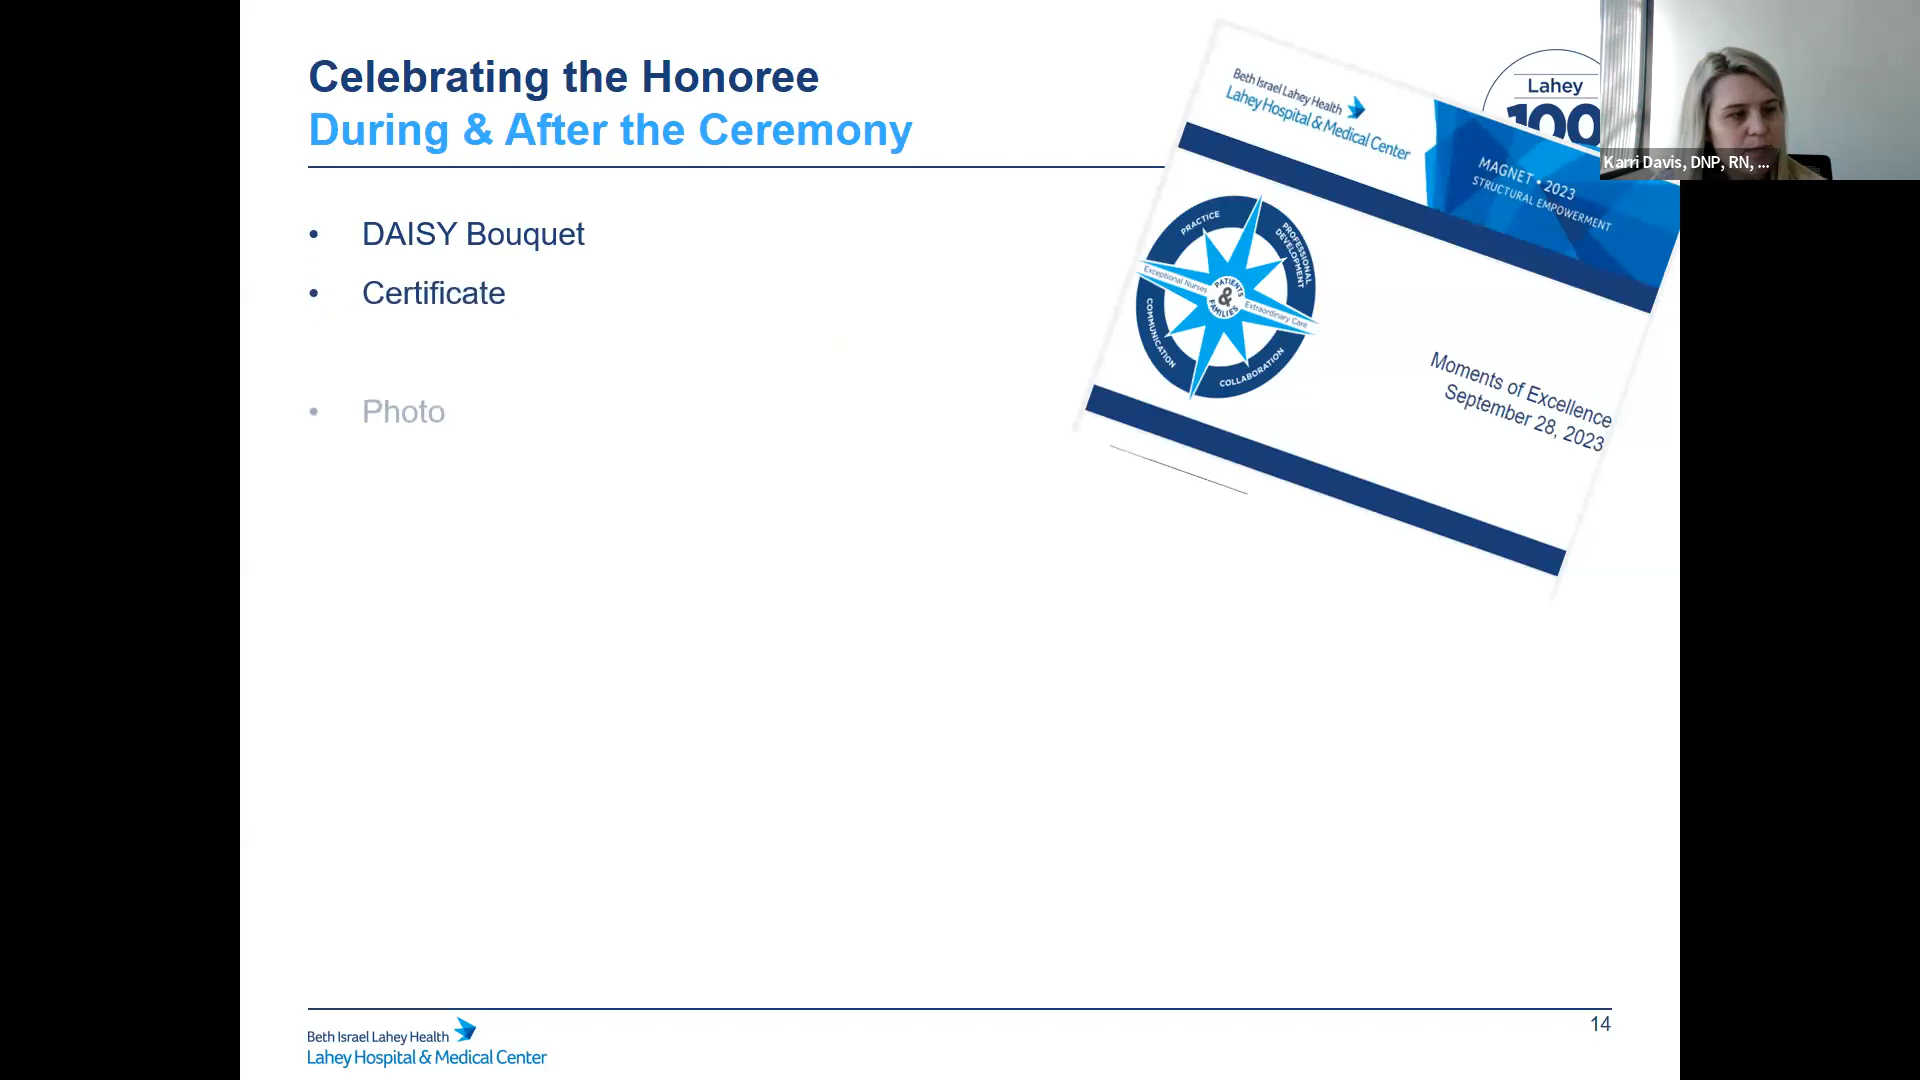 Celebrating the Honoree
During & After the Ceremony
• DAISY Bouquet
• Certificate
• Photo
Beth Israel Lahey Health
Lahey Hospital & Medical Center
MAGNET • 2023
STRUCTURAL EMPOWERMENT
PRACTICE
PROFESSIONAL
DEVELOPMENT
Exceptional Nurses
PATIENTS
&
FAMILIES
Extraordinary Care
COMMUNICATION
COLLABORATION
Moments of Excellence
September 28, 2023
Lahey
100
Karri Davis, DNP, RN, ...
14
Beth Israel Lahey Health
Lahey Hospital & Medical Center